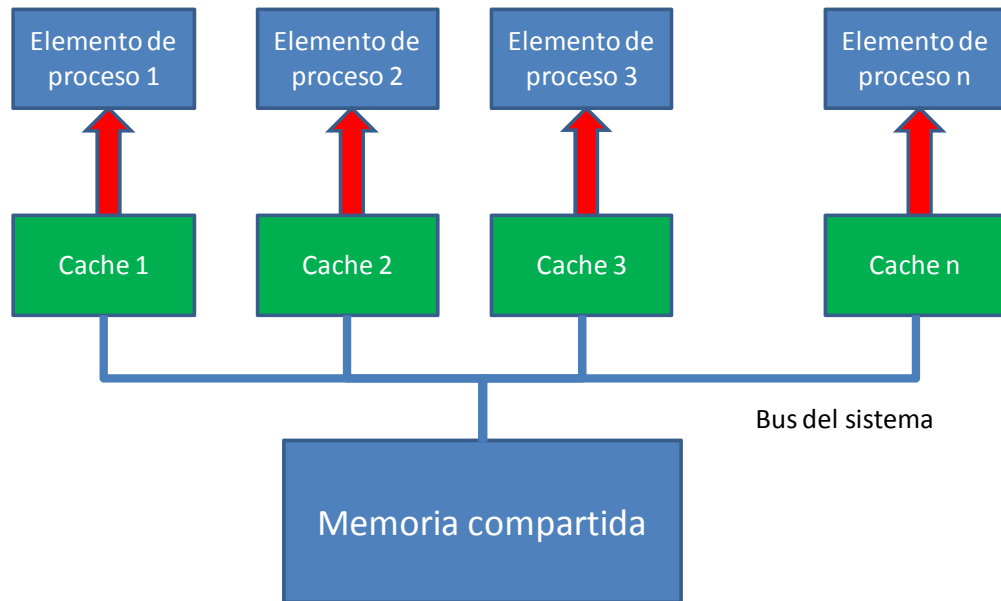 Elemento de
proceso 1
Elemento de
proceso 2
Elemento de
proceso 3
Elemento de
proceso n
Cache 1
Cache 2
Cache 3
Cache n
Bus del sistema
Memoria compartida